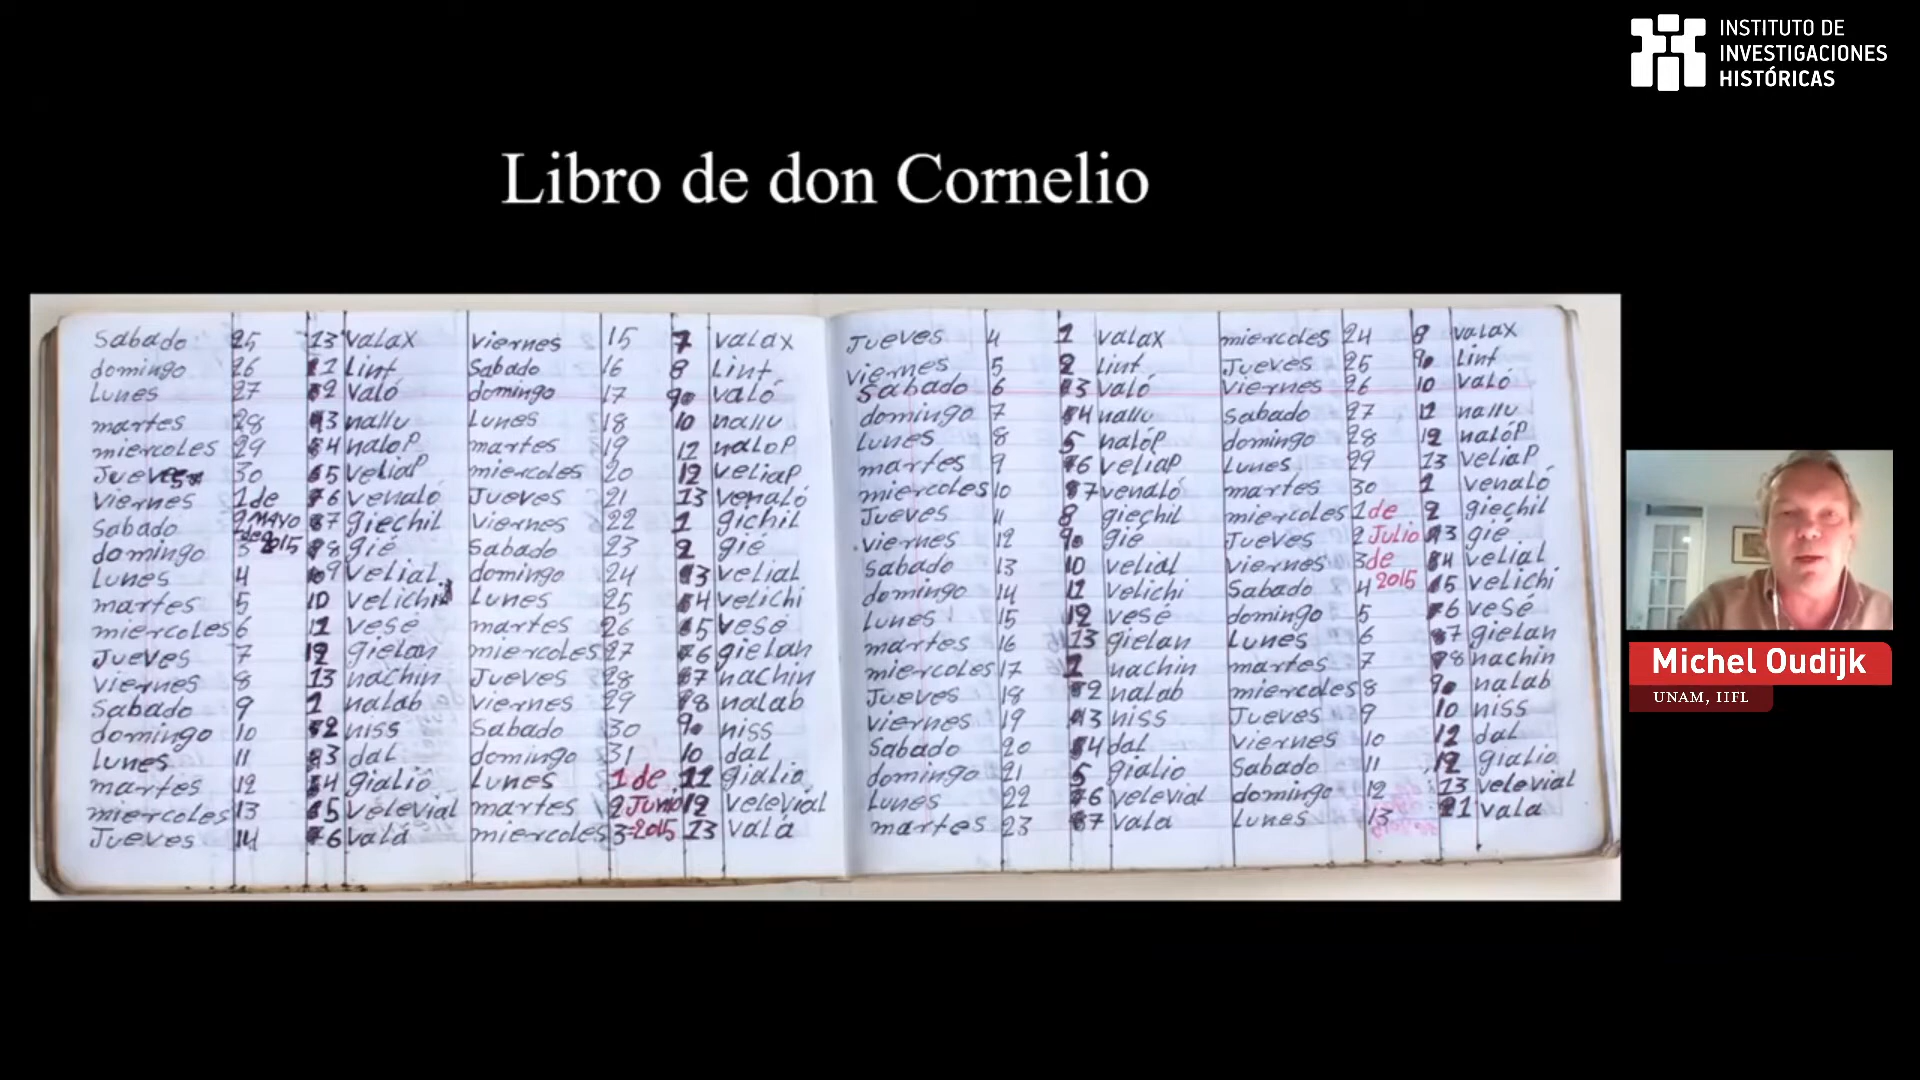 INSTITUTO DE
INVESTIGACIONES
HISTÓRICAS
Libro de don Cornelio
Sabado 25 13 valax viernes 15 7 valax
domingo 26 1 Lint Sabado 16 8 Lint
Lunes 27 2 való domingo 17 9 való
martes 28 3 nallu Lunes 18 10 nallu
miercoles 29 4 naloP martes 19 11 naloP
Jueves 30 5 veliaP miercoles 20 12 veliaP
viernes 1 de 6 venaló Jueves 21 13 venaló
Sabado 2 mayo 7 giechil viernes 22 1 gichil
domingo 3 2015 8 gié Sabado 23 2 gié
Lunes 4 9 velial domingo 24 3 velial
martes 5 10 velichi Lunes 25 4 velichi
miercoles 6 11 vesé martes 26 5 vesé
Jueves 7 12 gielan miercoles 27 6 gielan
viernes 8 13 nachin Jueves 28 7 nachin
Sabado 9 1 nalab viernes 29 8 nalab
domingo 10 2 niss Sabado 30 9 niss
lunes 11 3 dal domingo 31 10 dal
martes 12 4 gialiō Lunes 1 de 11 gialio
miercoles 13 5 velevial martes 2 Junio 12 velevial
Jueves 14 6 valá miercoles 3 2015 13 valá
Jueves 4 1 valax miercoles 24 8 valax
viernes 5 2 lint Jueves 25 9 Lint
Sabado 6 3 való viernes 26 10 való
domingo 7 4 nallu Sabado 27 11 nallu
Lunes 8 5 nalóP domingo 28 12 nalóP
martes 9 6 veliaP Lunes 29 13 veliaP
miercoles 10 7 venaló martes 30 1 venaló
Jueves 11 8 giechil miercoles 1 de 2 giechil
viernes 12 9 gié Jueves 2 Julio 3 gié
Sabado 13 10 velial viernes 3 de 4 velial
domingo 14 11 velichi Sabado 4 2015 5 velichi
Lunes 15 12 vesé domingo 5 6 vesé
martes 16 13 gielan Lunes 6 7 gielan
miercoles 17 1 nachin martes 7 8 nachin
Jueves 18 2 nalab miercoles 8 9 nalab
viernes 19 3 niss Jueves 9 10 niss
Sabado 20 4 dal viernes 10 11 dal
domingo 21 5 gialio Sabado 11 12 gialio
Lunes 22 6 velevial domingo 12 13 velevial
martes 23 7 vala Lunes 13 1 vala
Michel Oudijk
UNAM, IIFL